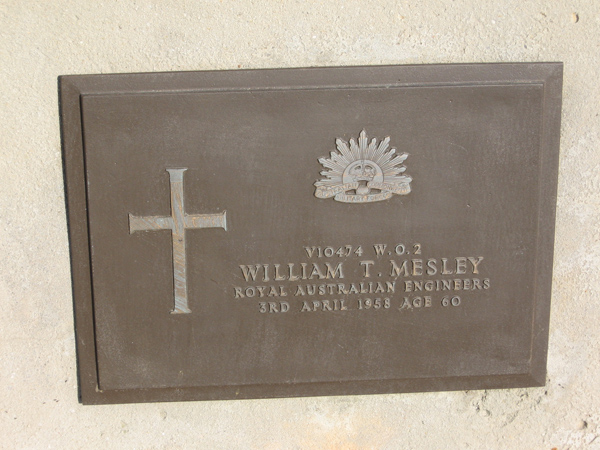 V10474 W.O.2
WILLIAM T. MESLEY
ROYAL AUSTRALIAN ENGINEERS
3RD APRIL 1958 AGE 60